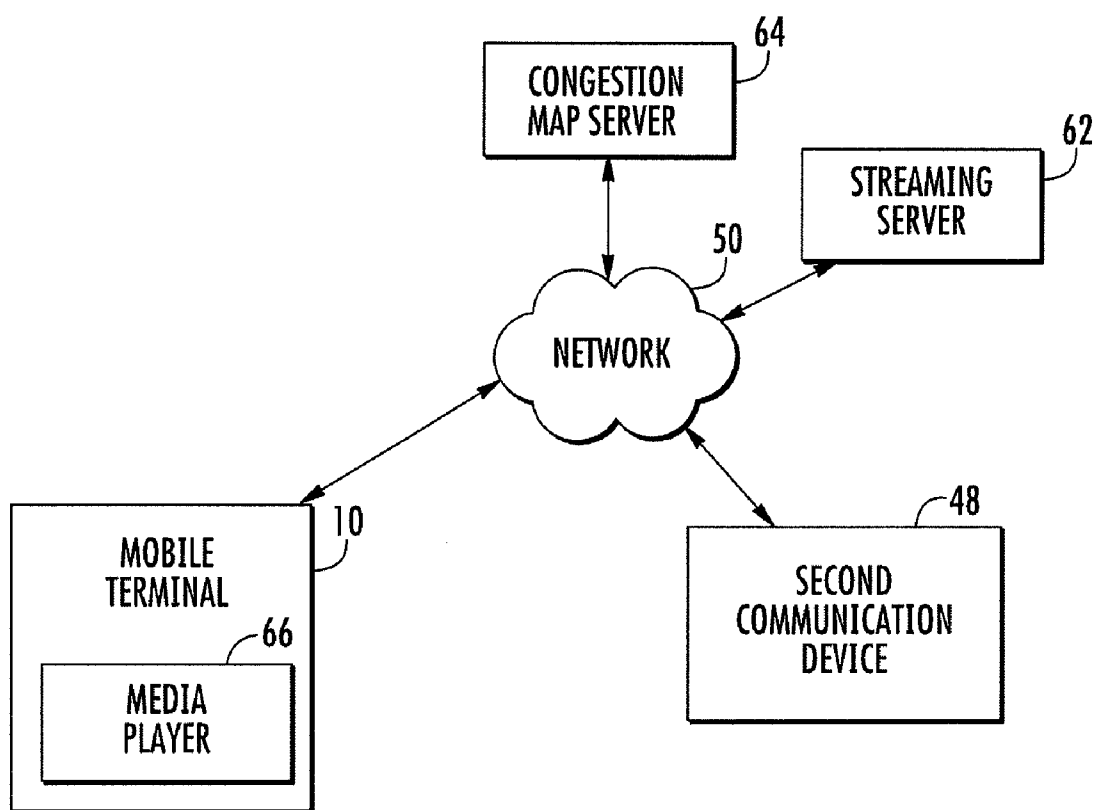 64
CONGESTION
MAP SERVER
62
STREAMING
SERVER
50
NETWORK
10
MOBILE
TERMINAL
66
MEDIA
PLAYER
48
SECOND
COMMUNICATION
DEVICE